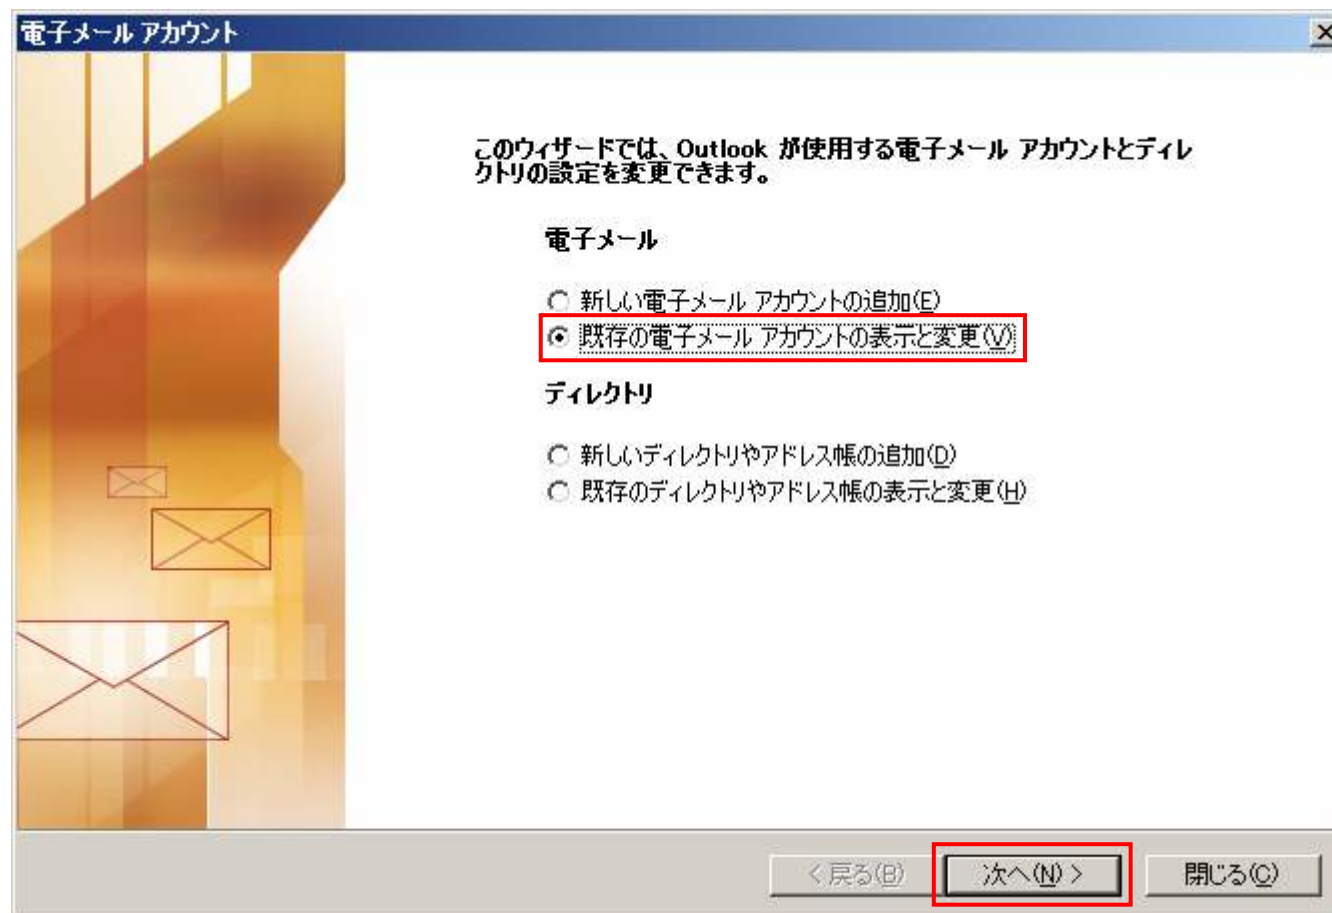 電子メール アカウント
このウィザードでは、Outlook が使用する電子メール アカウントとディレ
クトリの設定を変更できます。
電子メール
新しい電子メール アカウントの追加(E)
既存の電子メール アカウントの表示と変更(V)
ディレクトリ
新しいディレクトリやアドレス帳の追加(D)
既存のディレクトリやアドレス帳の表示と変更(H)
< 戻る(B) 次へ(N) > 閉じる(C)